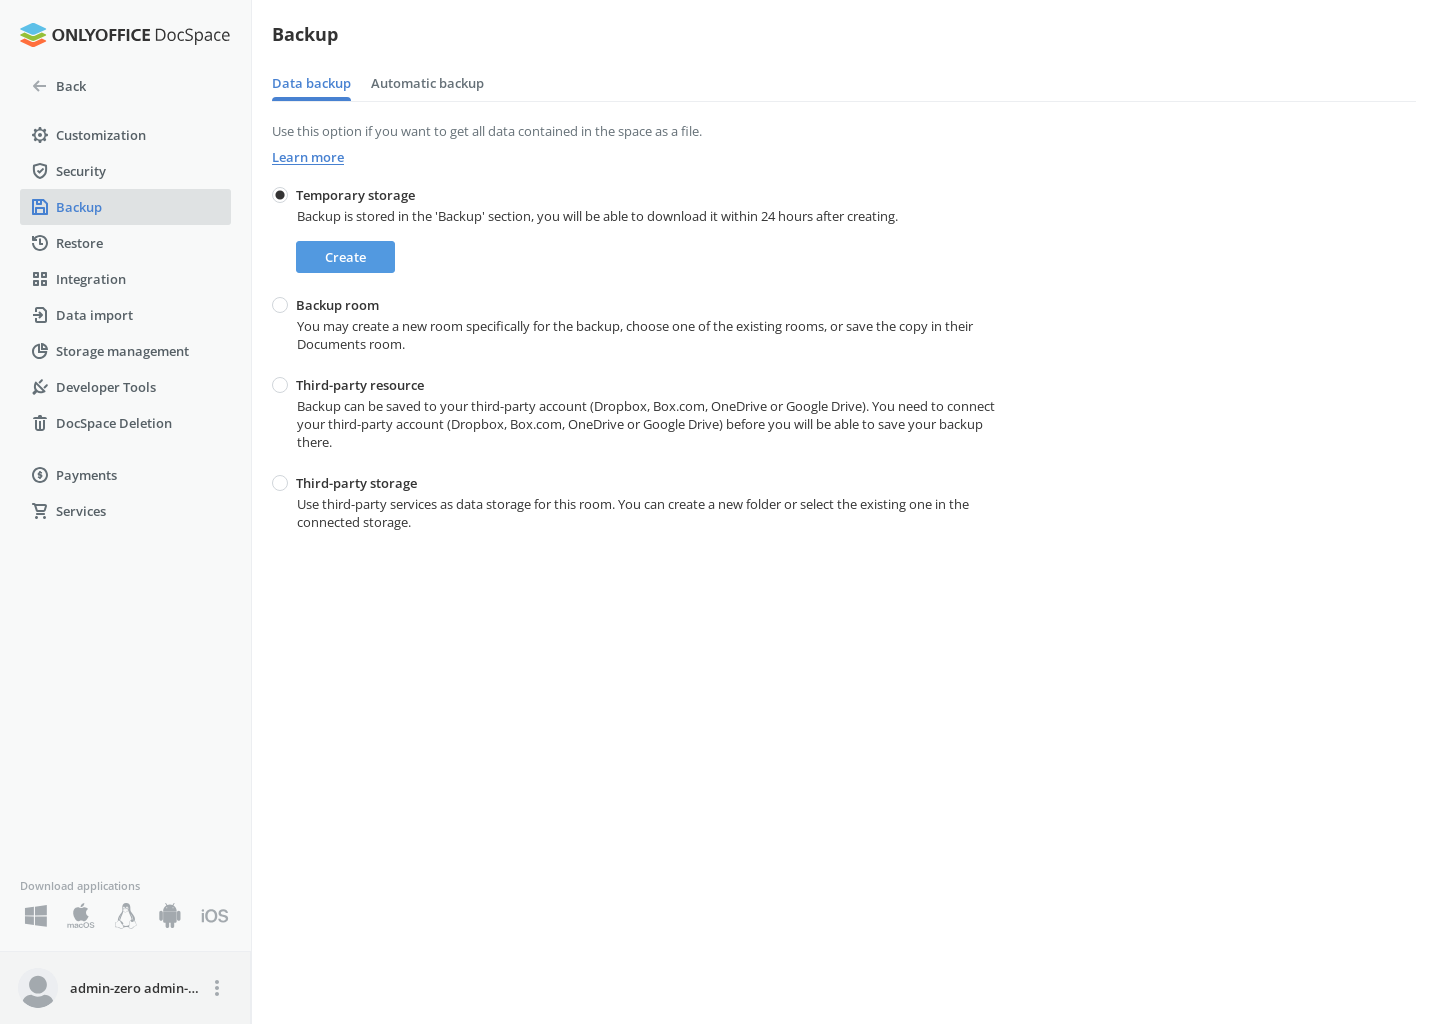 ONLYOFFICE DocSpace
Back
Customization
Security
Backup
Restore
Integration
Data import
Storage management
Developer Tools
DocSpace Deletion
Payments
Services
Download applications
macOS
iOS
admin-zero admin-...
Backup
Data backup
Automatic backup
Use this option if you want to get all data contained in the space as a file.
Learn more
Temporary storage
Backup is stored in the 'Backup' section, you will be able to download it within 24 hours after creating.
Create
Backup room
You may create a new room specifically for the backup, choose one of the existing rooms, or save the copy in their
Documents room.
Third-party resource
Backup can be saved to your third-party account (Dropbox, Box.com, OneDrive or Google Drive). You need to connect
your third-party account (Dropbox, Box.com, OneDrive or Google Drive) before you will be able to save your backup
there.
Third-party storage
Use third-party services as data storage for this room. You can create a new folder or select the existing one in the
connected storage.